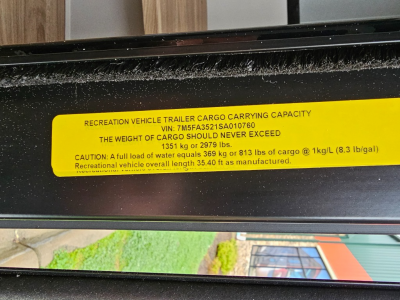 RECREATION VEHICLE TRAILER CARGO CARRYING CAPACITY
VIN: 7M5FA3521SA010760
THE WEIGHT OF CARGO SHOULD NEVER EXCEED
1351 kg or 2979 lbs.
CAUTION: A full load of water equals 369 kg or 813 lbs of cargo @ 1kg/L (8.3 lb/gal)
Recreational vehicle overall length 35.40 ft as manufactured.